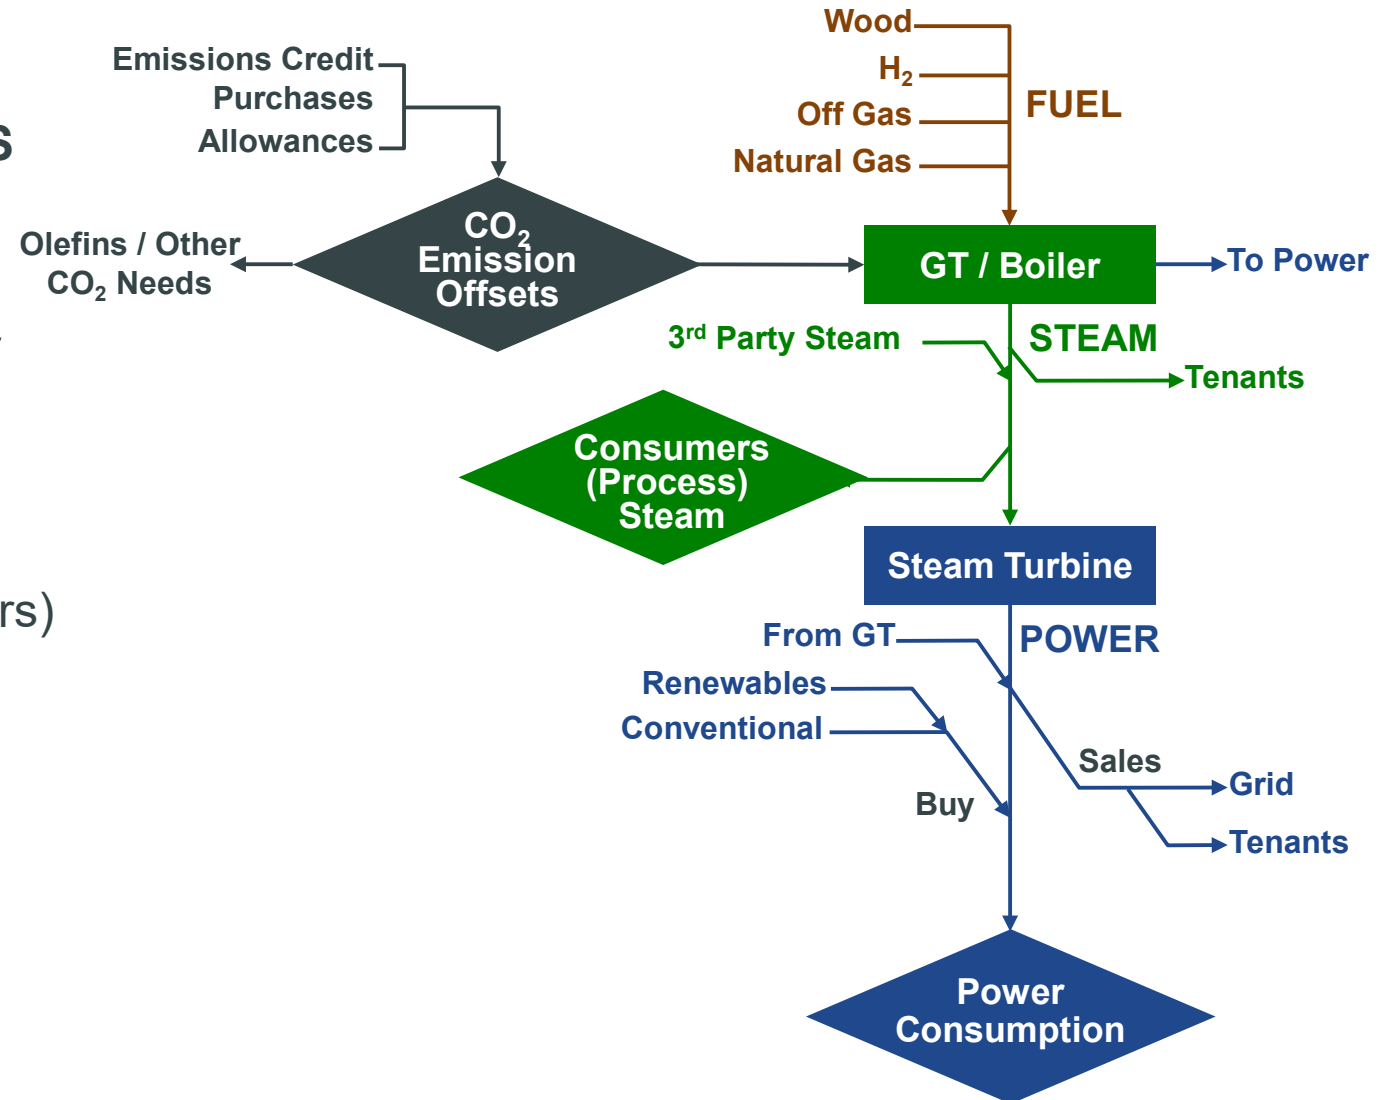 Wood
H₂
Off Gas
Natural Gas
FUEL
Emissions Credit
Purchases
Allowances
s
CO₂
Emission
Offsets
Olefins / Other
CO₂ Needs
GT / Boiler
To Power
3rd Party Steam
STEAM
Tenants
Consumers
(Process)
Steam
Steam Turbine
rs)
From GT
POWER
Renewables
Conventional
Sales
Buy
Grid
Tenants
Power
Consumption